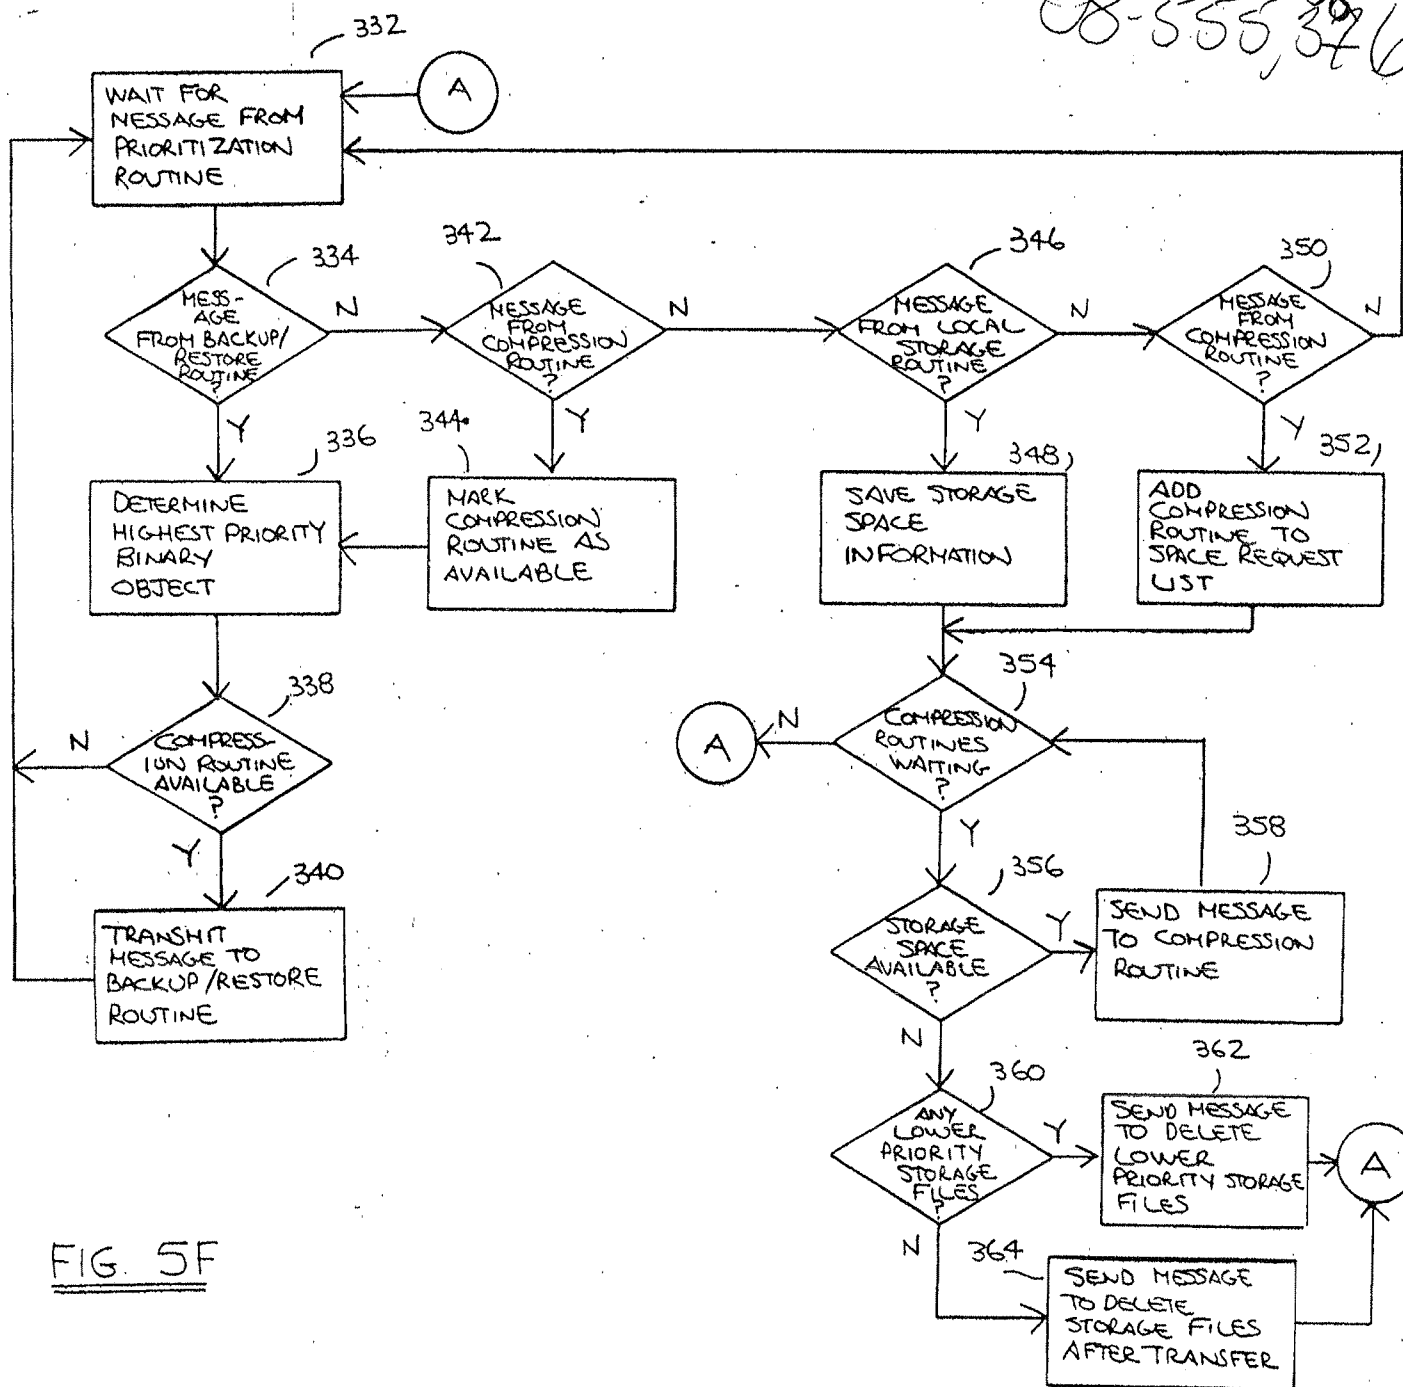 08-555,376
332
WAIT FOR
MESSAGE FROM
PRIORITIZATION
ROUTINE
A
334
MESS-
AGE
FROM BACKUP/
RESTORE
ROUTINE
?
N
Y
342
MESSAGE
FROM
COMPRESSION
ROUTINE
?
N
Y
346
MESSAGE
FROM LOCAL
STORAGE
ROUTINE
?
N
Y
350
MESSAGE
FROM
COMPRESSION
ROUTINE
?
N
Y
336
DETERMINE
HIGHEST PRIORITY
BINARY
OBJECT
344
MARK
COMPRESSION
ROUTINE AS
AVAILABLE
348
SAVE STORAGE
SPACE
INFORMATION
352
ADD
COMPRESSION
ROUTINE TO
SPACE REQUEST
LIST
338
COMPRESS-
ION ROUTINE
AVAILABLE
?
N
Y
340
TRANSMIT
MESSAGE TO
BACKUP/RESTORE
ROUTINE
354
COMPRESSION
ROUTINES
WAITING
?
N
A
Y
356
STORAGE
SPACE
AVAILABLE
?
Y
N
358
SEND MESSAGE
TO COMPRESSION
ROUTINE
360
ANY
LOWER
PRIORITY
STORAGE
FILES
?
Y
N
362
SEND MESSAGE
TO DELETE
LOWER
PRIORITY STORAGE
FILES
A
364
SEND MESSAGE
TO DELETE
STORAGE FILES
AFTER TRANSFER
FIG. 5F